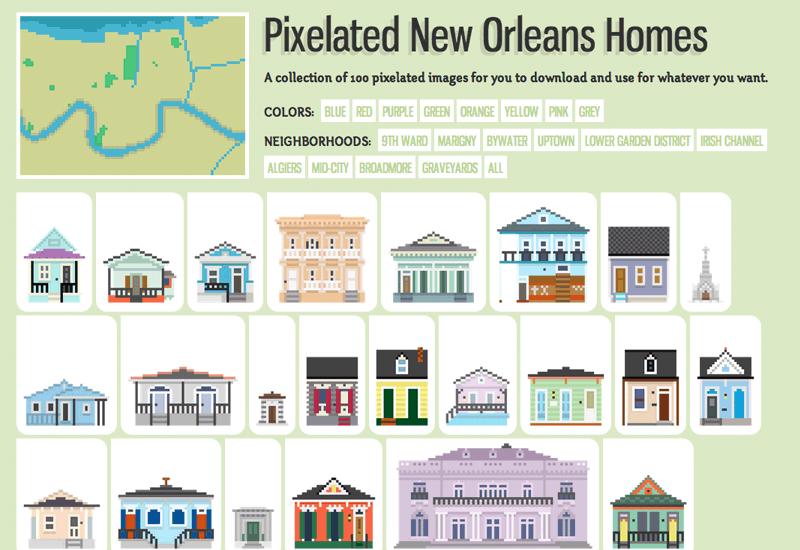 Pixelated New Orleans Homes
A collection of 100 pixelated images for you to download and use for whatever you want.
COLORS: BLUE RED PURPLE GREEN ORANGE YELLOW PINK GREY
NEIGHBORHOODS: 9TH WARD MARIGNY BYWATER UPTOWN LOWER GARDEN DISTRICT IRISH CHANNEL
ALGIERS MID-CITY BROADMORE GRAVEYARDS ALL